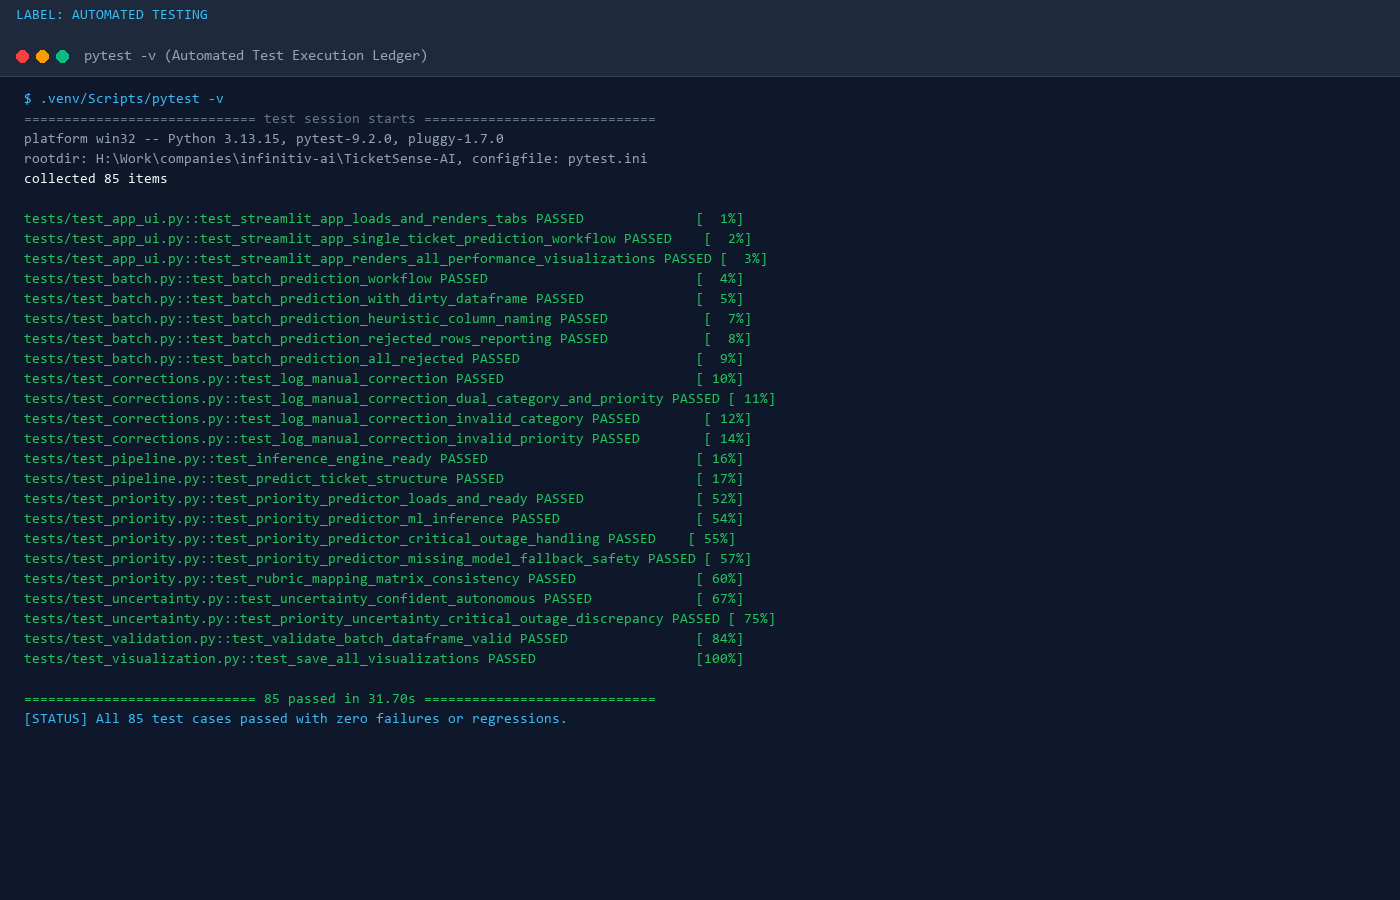 LABEL: AUTOMATED TESTING
pytest -v (Automated Test Execution Ledger)
$ .venv/Scripts/pytest -v
============================= test session starts =============================
platform win32 -- Python 3.13.15, pytest-9.2.0, pluggy-1.7.0
rootdir: H:\Work\companies\infinitiv-ai\TicketSense-AI, configfile: pytest.ini
collected 85 items
tests/test_app_ui.py::test_streamlit_app_loads_and_renders_tabs PASSED              [  1%]
tests/test_app_ui.py::test_streamlit_app_single_ticket_prediction_workflow PASSED    [  2%]
tests/test_app_ui.py::test_streamlit_app_renders_all_performance_visualizations PASSED [  3%]
tests/test_batch.py::test_batch_prediction_workflow PASSED                          [  4%]
tests/test_batch.py::test_batch_prediction_with_dirty_dataframe PASSED              [  5%]
tests/test_batch.py::test_batch_prediction_heuristic_column_naming PASSED            [  7%]
tests/test_batch.py::test_batch_prediction_rejected_rows_reporting PASSED            [  8%]
tests/test_batch.py::test_batch_prediction_all_rejected PASSED                      [  9%]
tests/test_corrections.py::test_log_manual_correction PASSED                        [ 10%]
tests/test_corrections.py::test_log_manual_correction_dual_category_and_priority PASSED [ 11%]
tests/test_corrections.py::test_log_manual_correction_invalid_category PASSED        [ 12%]
tests/test_corrections.py::test_log_manual_correction_invalid_priority PASSED        [ 14%]
tests/test_pipeline.py::test_inference_engine_ready PASSED                          [ 16%]
tests/test_pipeline.py::test_predict_ticket_structure PASSED                        [ 17%]
tests/test_priority.py::test_priority_predictor_loads_and_ready PASSED              [ 52%]
tests/test_priority.py::test_priority_predictor_ml_inference PASSED                 [ 54%]
tests/test_priority.py::test_priority_predictor_critical_outage_handling PASSED    [ 55%]
tests/test_priority.py::test_priority_predictor_missing_model_fallback_safety PASSED [ 57%]
tests/test_priority.py::test_rubric_mapping_matrix_consistency PASSED               [ 60%]
tests/test_uncertainty.py::test_uncertainty_confident_autonomous PASSED             [ 67%]
tests/test_uncertainty.py::test_priority_uncertainty_critical_outage_discrepancy PASSED [ 75%]
tests/test_validation.py::test_validate_batch_dataframe_valid PASSED                [ 84%]
tests/test_visualization.py::test_save_all_visualizations PASSED                    [100%]
============================= 85 passed in 31.70s =============================
[STATUS] All 85 test cases passed with zero failures or regressions.